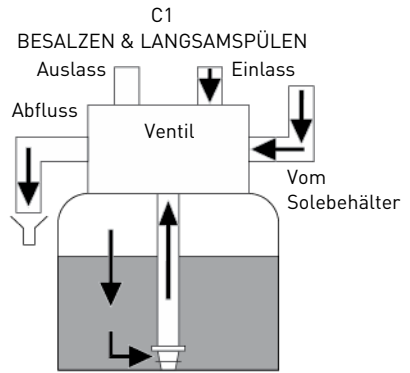 C1
BESALZEN & LANGSAMSPÜLEN
Auslass
Einlass
Abfluss
Ventil
Vom
Solebehälter